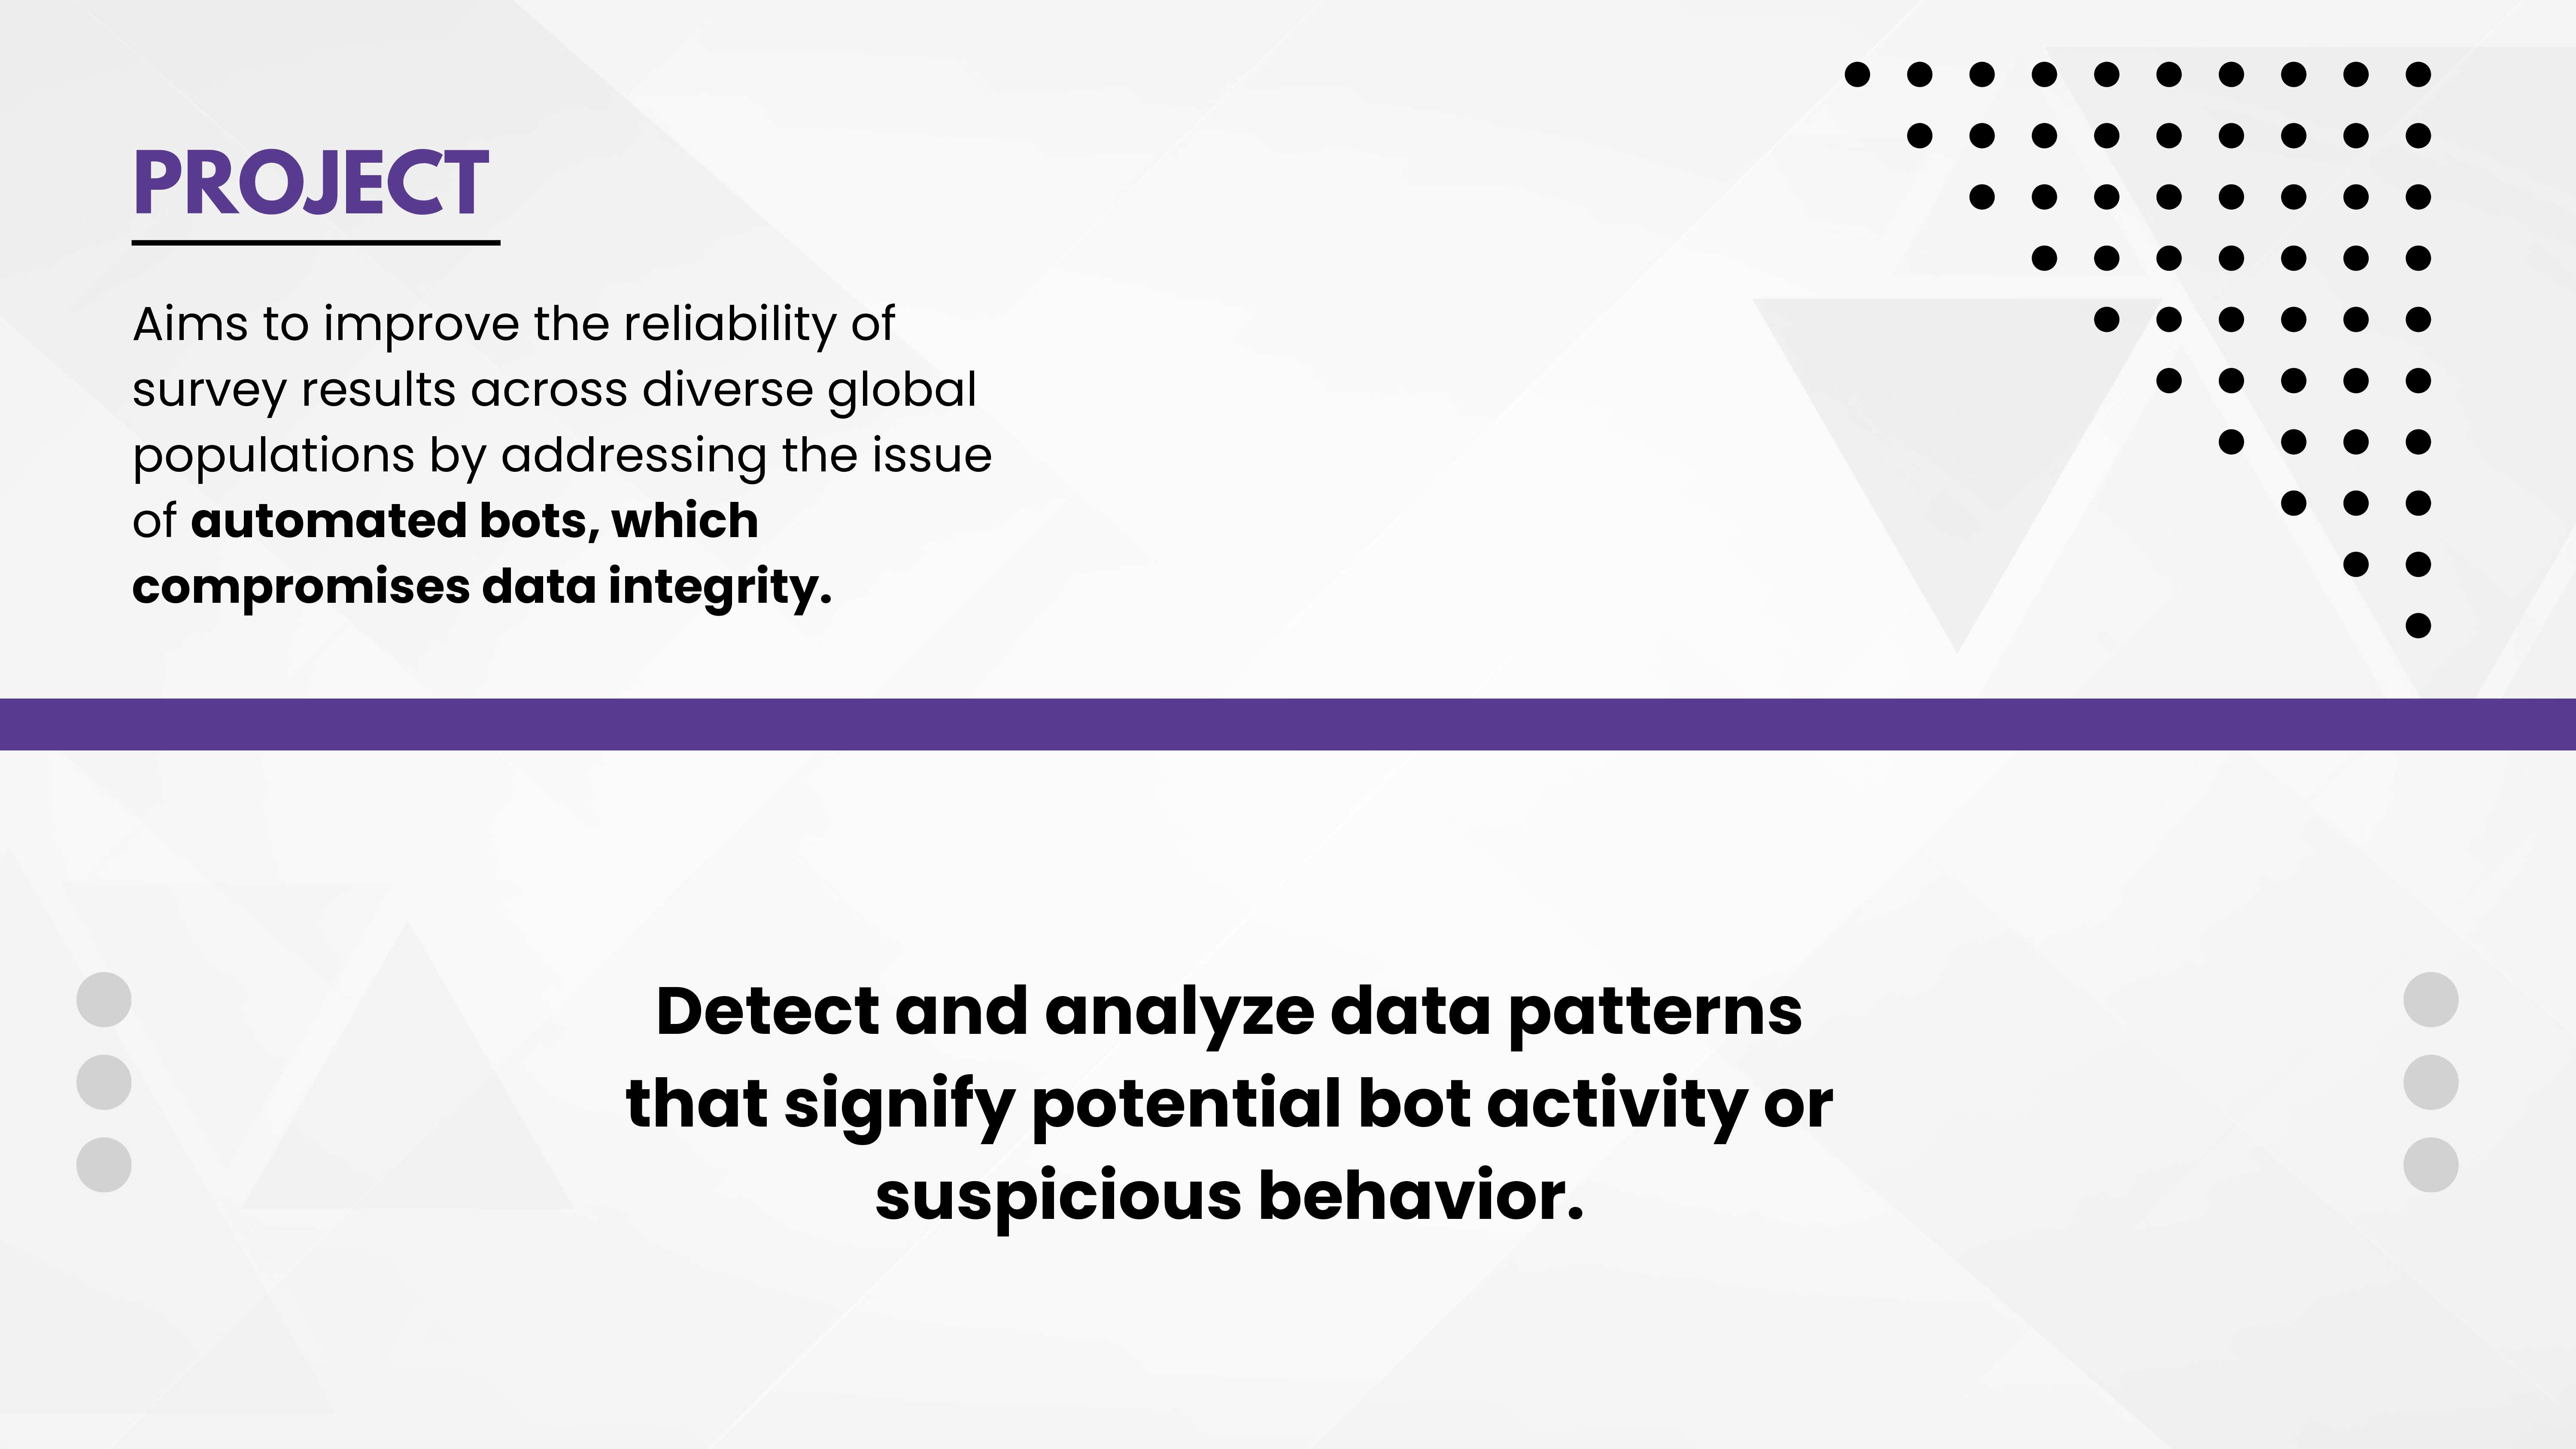 PROJECT
Aims to improve the reliability of
survey results across diverse global
populations by addressing the issue
of automated bots, which
compromises data integrity.
Detect and analyze data patterns
that signify potential bot activity or
suspicious behavior.